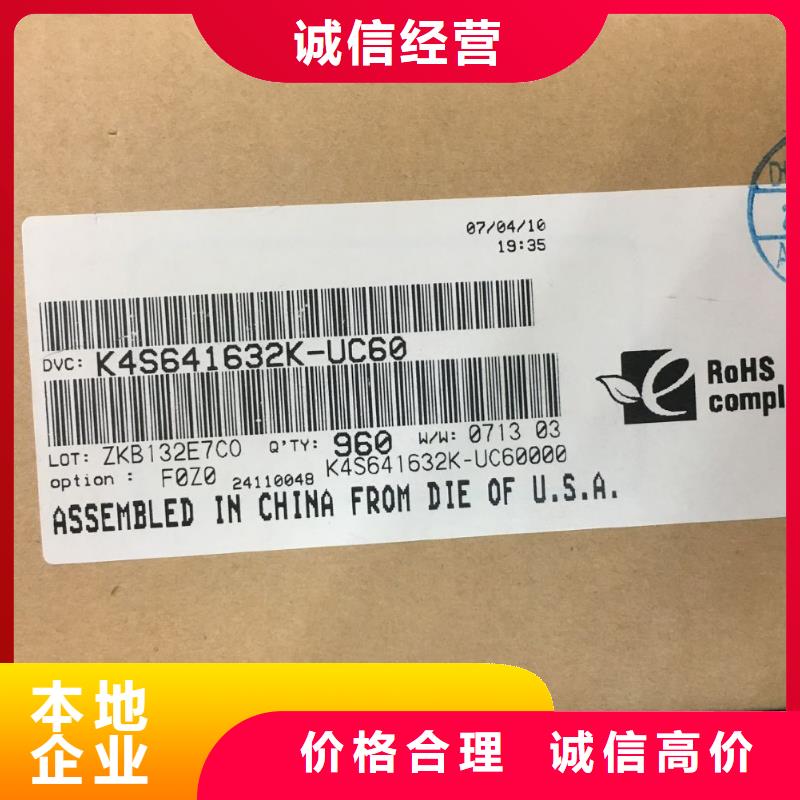 诚信经营
07/04/10
19:35
DVC: K4S641632K-UC60
LOT: ZKB132E7C0 Q'TY: 960 W/W: 0713 03
option : F0Z0 24110048 K4S641632K-UC60000
ASSEMBLED IN CHINA FROM DIE OF U.S.A.
RoHS
compl
本地
企业
价格合理 诚信高价